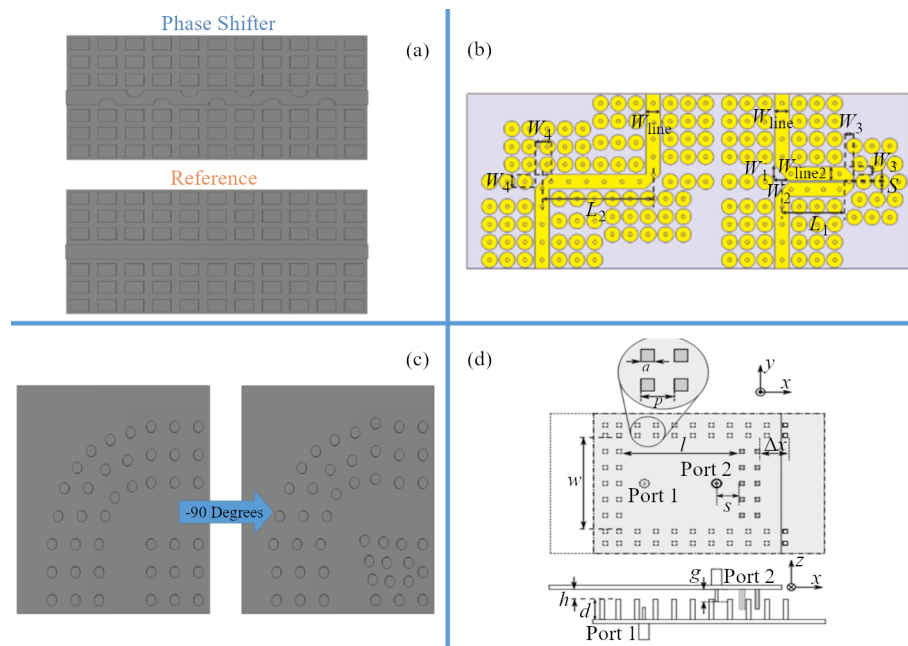 Phase Shifter
(a)
Reference
(b)
W4
Wline
Wline
W3
W4
W1
Wline2
W3
W2
S
L2
L1
(c)
-90 Degrees
(d)
a
p
y
x
l
Δx
w
Port 2
Port 1
s
z
g
Port 2
x
h
d
Port 1